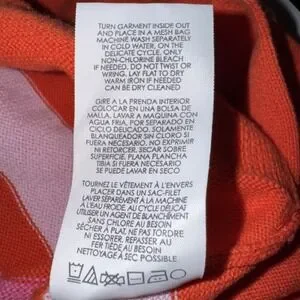 TURN GARMENT INSIDE OUT
AND PLACE IN A MESH BAG
MACHINE WASH SEPARATELY
IN COLD WATER, ON THE
DELICATE CYCLE. ONLY
NON-CHLORINE BLEACH
IF NEEDED. DO NOT TWIST OR
WRING. LAY FLAT TO DRY
WARM IRON IF NEEDED
CAN BE DRY CLEANED
GIRE A LA PRENDA INTERIOR
COLOCAR EN UNA BOLSA DE
MALLA. LAVAR A MAQUINA CON
AGUA FRIA, POR SEPARADO EN
CICLO DELICADO. SOLAMENTE
BLANQUEADOR SIN CLORO SI
FUERA NECESARIO. NO EXPRIMIR
NI RETORCER. SECAR SOBRE
SUPERFICIE. PLANA PLANCHA
TIBIA SI FUERA NECESARIO
SE PUEDE LAVAR EN SECO
TOURNEZ LE VÊTEMENT À L'ENVERS
PLACER DANS UN SAC-FILET
LAVER SÉPARÉMENT À LA MACHINE
À L'EAU FROIDE, AU CYCLE DÉLICAT
UTILISER UN AGENT DE BLANCHÎMENT
SANS CHLORE AU BESOIN
SÉCHER À PLAT. NE PAS TORDRE
NI ESSORER. REPASSER AU
FER TIÈDE AU BESOIN
NETTOYAGE À SEC POSSIBLE